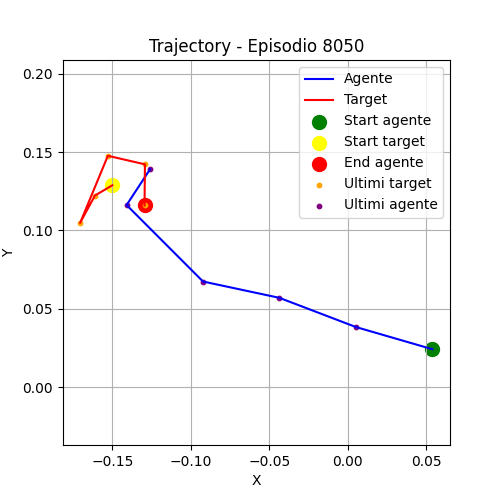 Trajectory - Episodio 8050
Agente
Target
Start agente
Start target
End agente
Ultimi target
Ultimi agente
0.20
0.15
0.10
0.05
0.00
Y
−0.15
−0.10
−0.05
0.00
0.05
X